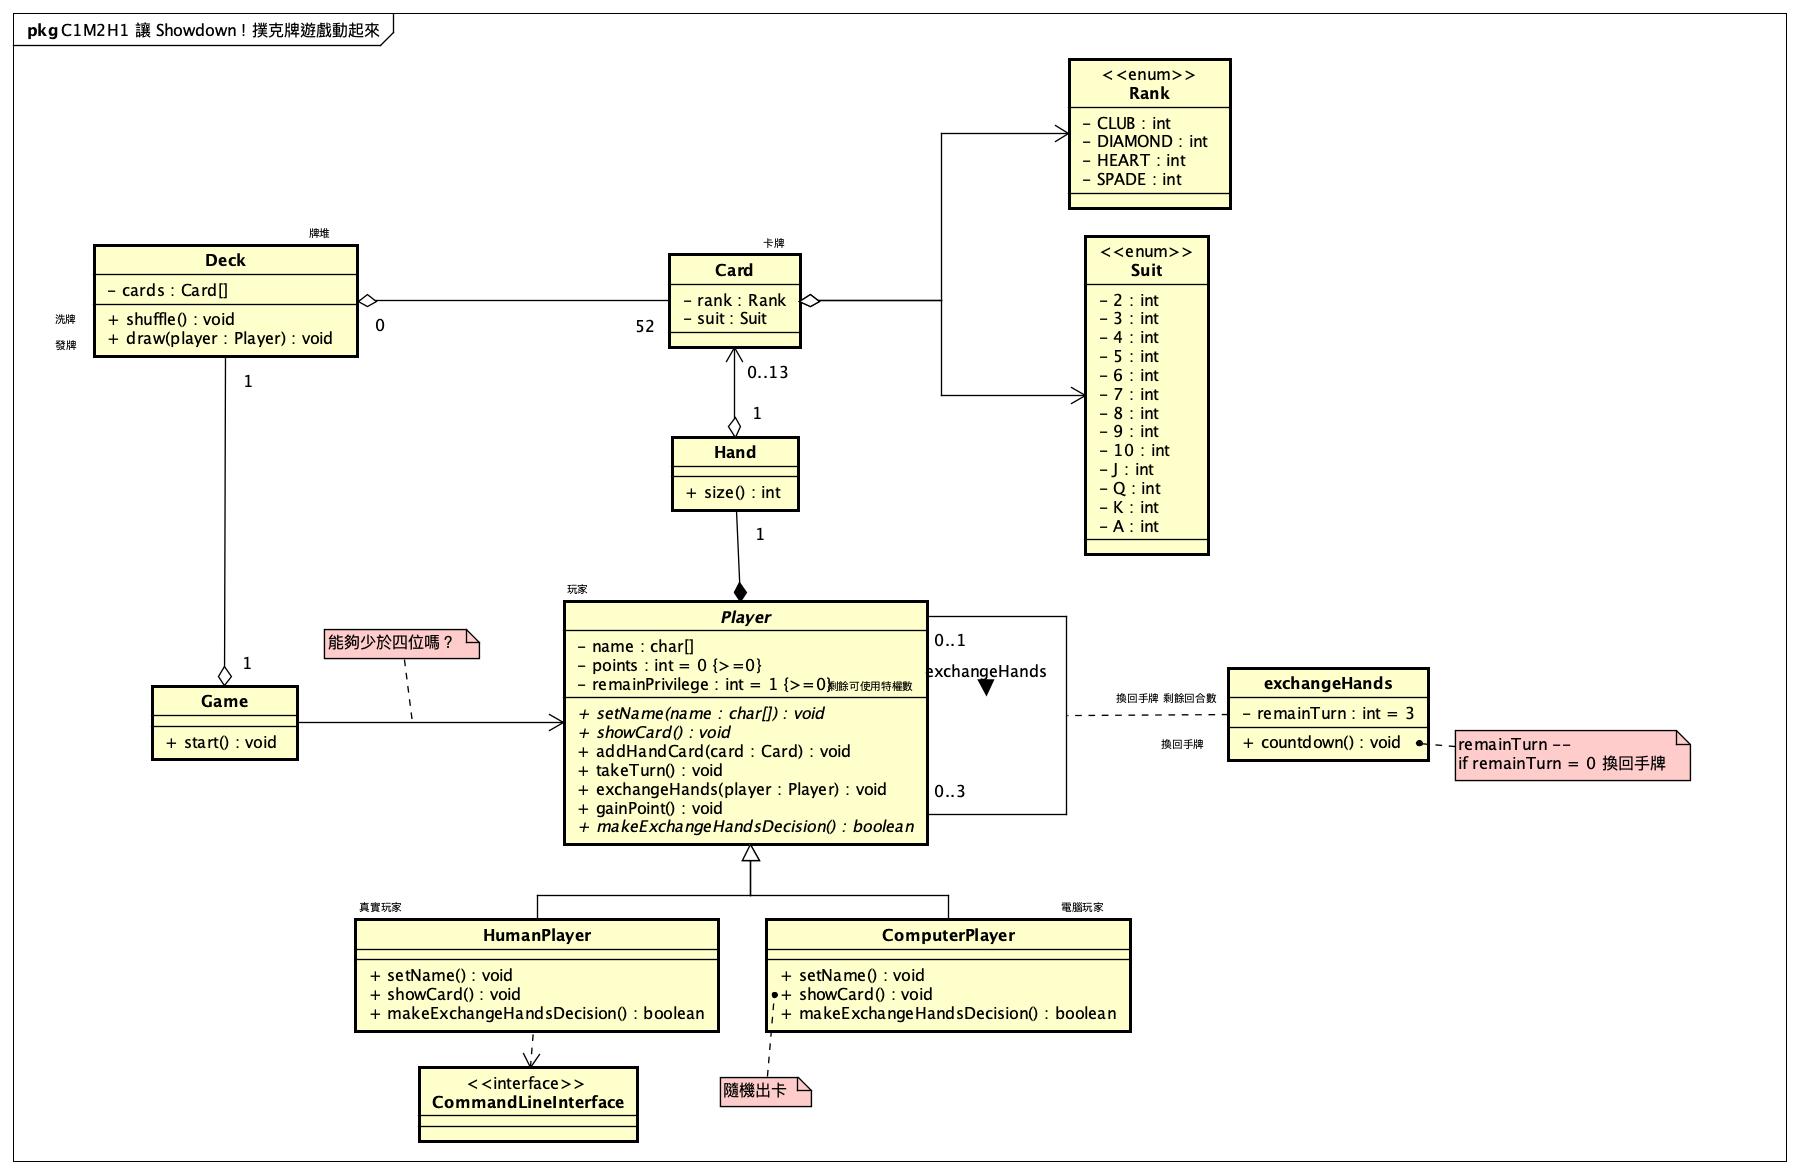 pkg C1M2H1 讓 Showdown！撲克牌遊戲動起來
<<enum>>
Rank
– CLUB : int
– DIAMOND : int
– HEART : int
– SPADE : int
牌堆
Deck
– cards : Card[]
+ shuffle() : void
+ draw(player : Player) : void
洗牌
發牌
0
52
1
卡牌
Card
– rank : Rank
– suit : Suit
0..13
1
<<enum>>
Suit
– 2 : int
– 3 : int
– 4 : int
– 5 : int
– 6 : int
– 7 : int
– 8 : int
– 9 : int
– 10 : int
– J : int
– Q : int
– K : int
– A : int
Hand
+ size() : int
1
能夠少於四位嗎？
1
Game
+ start() : void
玩家
Player
– name : char[]
– points : int = 0 {>=0}
– remainPrivilege : int = 1 {>=0}
剩餘可使用特權數
+ setName(name : char[]) : void
+ showCard() : void
+ addHandCard(card : Card) : void
+ takeTurn() : void
+ exchangeHands(player : Player) : void
+ gainPoint() : void
+ makeExchangeHandsDecision() : boolean
0..1
exchangeHands
0..3
換回手牌 剩餘回合數
換回手牌
exchangeHands
– remainTurn : int = 3
+ countdown() : void
remainTurn --
if remainTurn = 0 換回手牌
真實玩家
HumanPlayer
+ setName() : void
+ showCard() : void
+ makeExchangeHandsDecision() : boolean
電腦玩家
ComputerPlayer
+ setName() : void
+ showCard() : void
+ makeExchangeHandsDecision() : boolean
<<interface>>
CommandLineInterface
隨機出卡